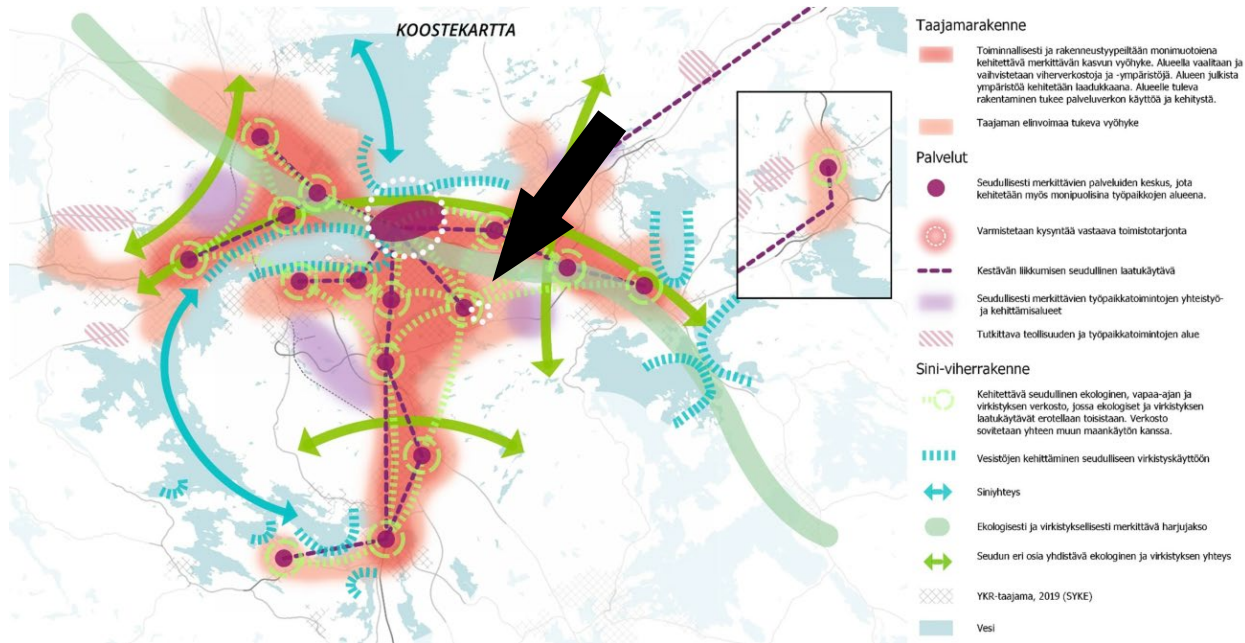 KOOSTEKARTTA
Taajamarakenne
Toiminnallisesti ja rakennustyypeiltään monimuotoiena
kehitettävä merkittävän kasvun vyöhyke. Alueella vaalitaan ja
vaihvistetaan viherverkostoja ja -ympäristöjä. Alueen julkista
ympäristöä kehitetään laadukkaana. Alueelle tuleva
rakentaminen tukee palveluverkon käyttöä ja kehitystä.
Taajaman elinvoimaa tukeva vyöhyke
Palvelut
Seudullisesti merkittävien palveluiden keskus, jota
kehitetään myös monipuolisina työpaikkojen alueena.
Varmistetaan kysyntää vastaava toimistotarjonta
Kestävän liikkumisen seudullinen laatukäytävä
Seudullisesti merkittävien työpaikkatoimintojen yhteistyö-
ja kehittämisalueet
Tutkittava teollisuuden ja työpaikkatoimintojen alue
Sini-viherrakenne
Kehitettävä seudullinen ekologinen, vapaa-ajan ja
virkistyksen verkosto, jossa ekologiset ja virkistyksen
laatukäytävät erotellaan toisistaan. Verkosto
sovitetaan yhteen muun maankäytön kanssa.
Vesistöjen kehittäminen seudulliseen virkistyskäyttöön
Siniyhteys
Ekologisesti ja virkistyksellisesti merkittävä harjujakso
Seudun eri osia yhdistävä ekologinen ja virkistyksen yhteys
YKR-taajama, 2019 (SYKE)
Vesi